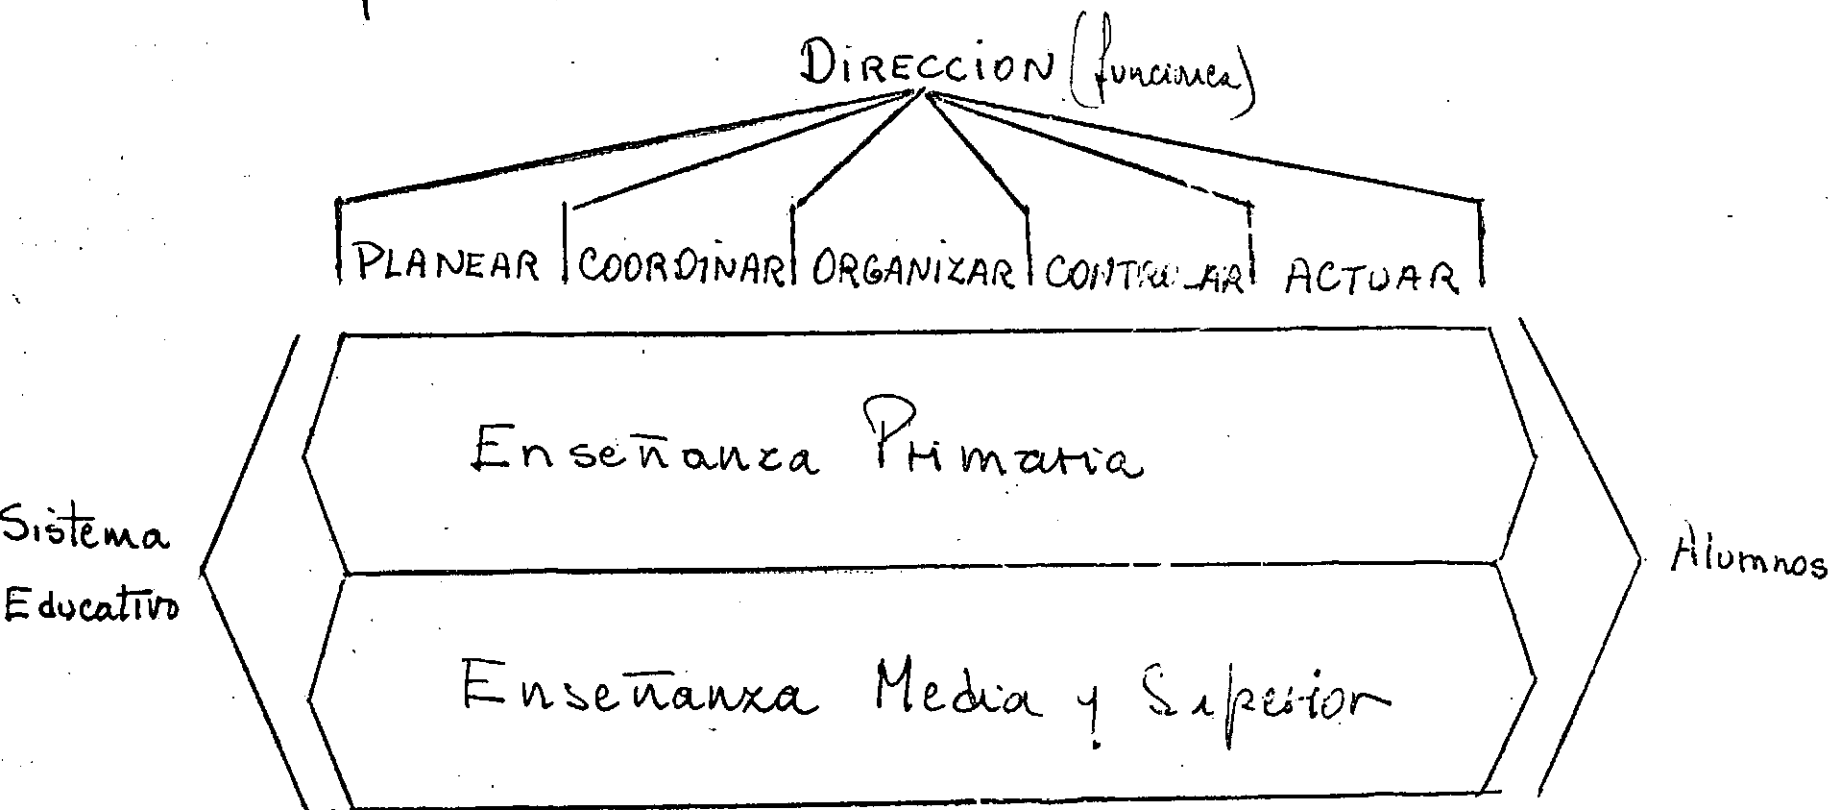 DIRECCION (funciones)
PLANEAR COORDINAR ORGANIZAR CONTROLAR ACTUAR
Enseñanza Primaria
Sistema
Educativo
Alumnos
Enseñanza Media y Superior